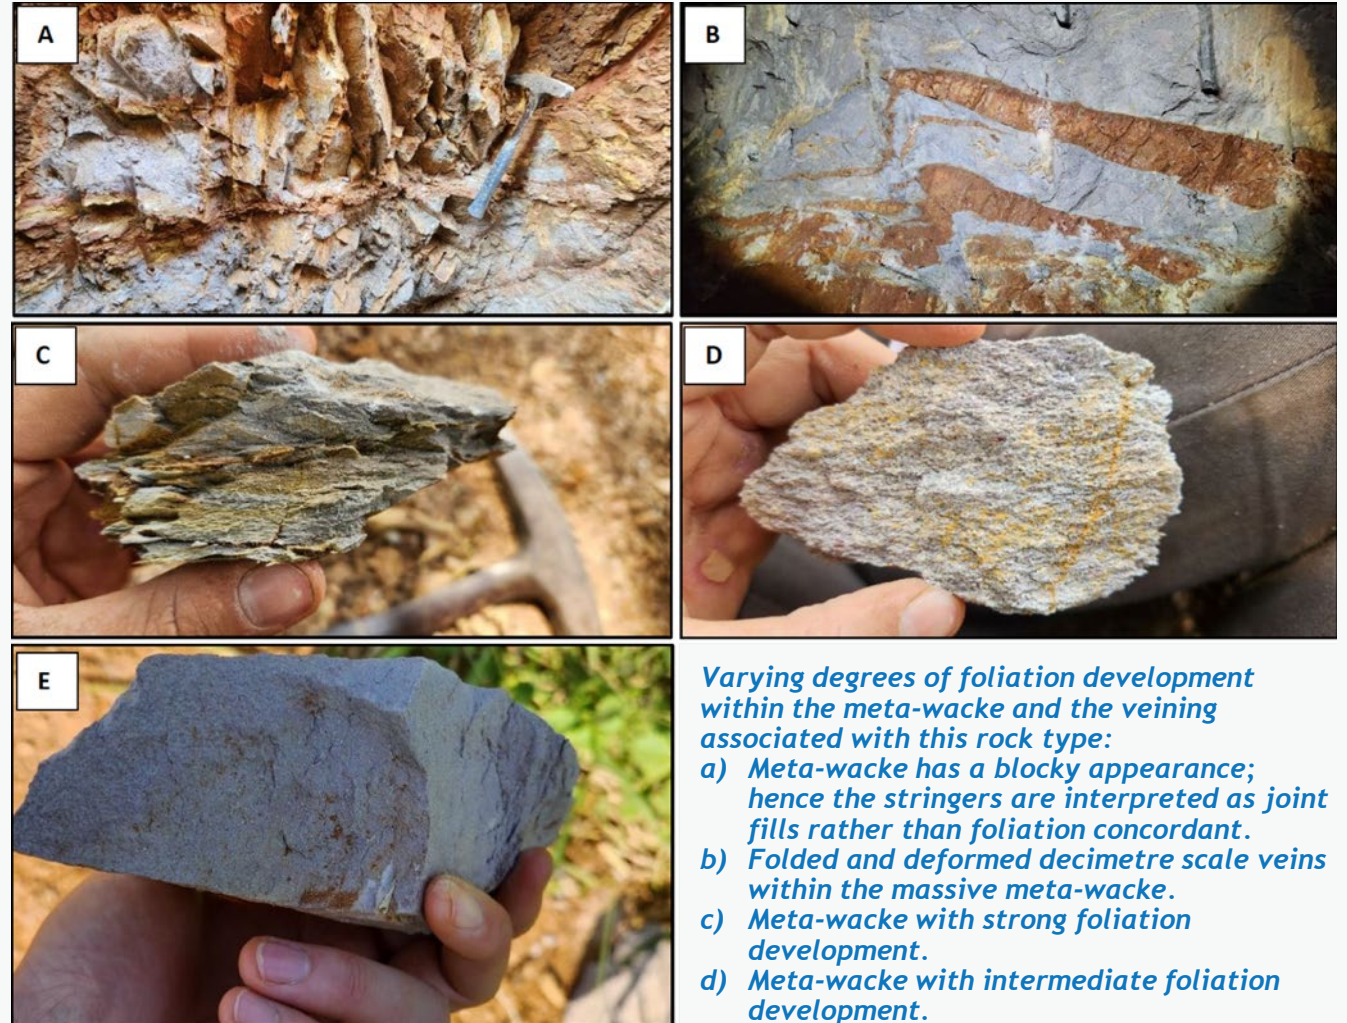 A
B
C
D
E
Varying degrees of foliation development
within the meta-wacke and the veining
associated with this rock type:
a) Meta-wacke has a blocky appearance;
hence the stringers are interpreted as joint
fills rather than foliation concordant.
b) Folded and deformed decimetre scale veins
within the massive meta-wacke.
c) Meta-wacke with strong foliation
development.
d) Meta-wacke with intermediate foliation
development.